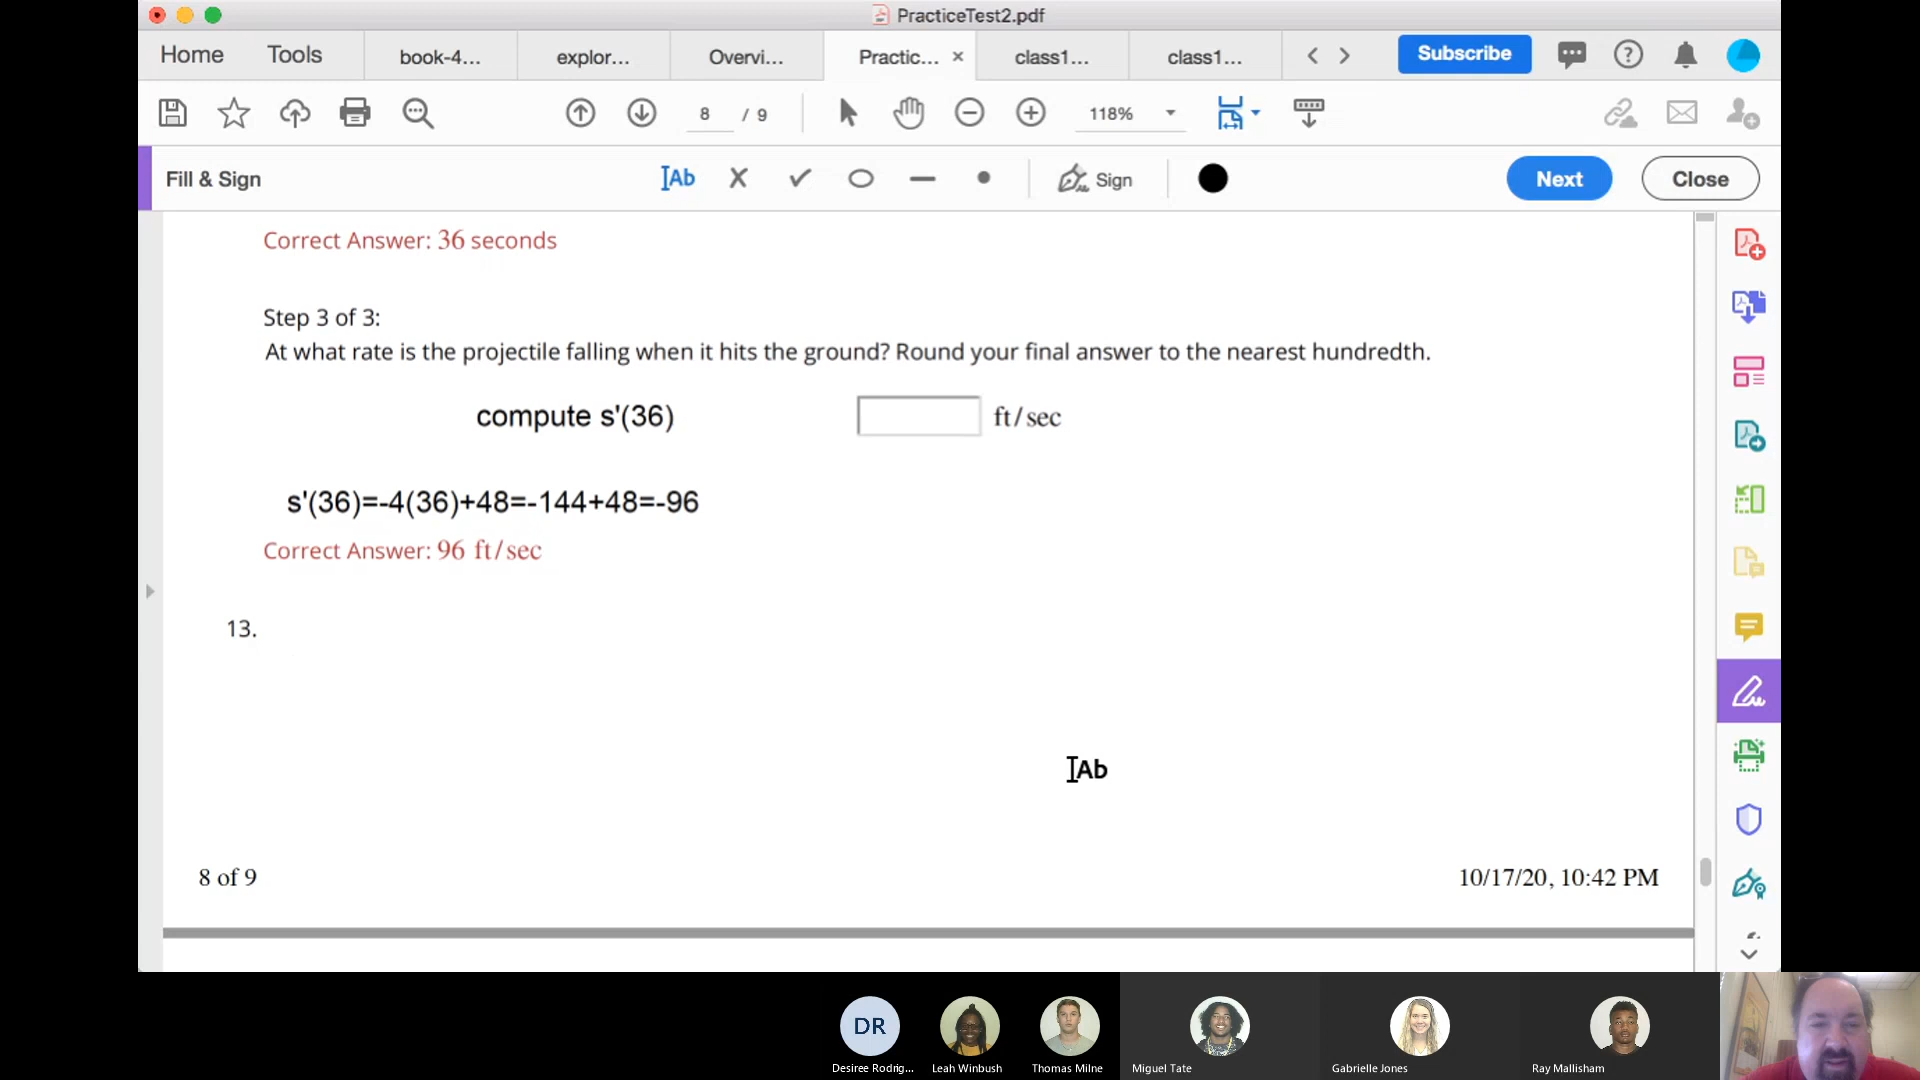 PracticeTest2.pdf
Home Tools book-4... explor... Overvi... Practic... × class1... class1... Subscribe
8 / 9 118%
Fill & Sign Ab Sign Next Close
Correct Answer: 36 seconds
Step 3 of 3:
At what rate is the projectile falling when it hits the ground? Round your final answer to the nearest hundredth.
compute s'(36) ft/sec
s'(36)=-4(36)+48=-144+48=-96
Correct Answer: 96 ft/sec
13.
Ab
8 of 9 10/17/20, 10:42 PM
DR
Desiree Rodrig... Leah Winbush Thomas Milne Miguel Tate Gabrielle Jones Ray Mallisham